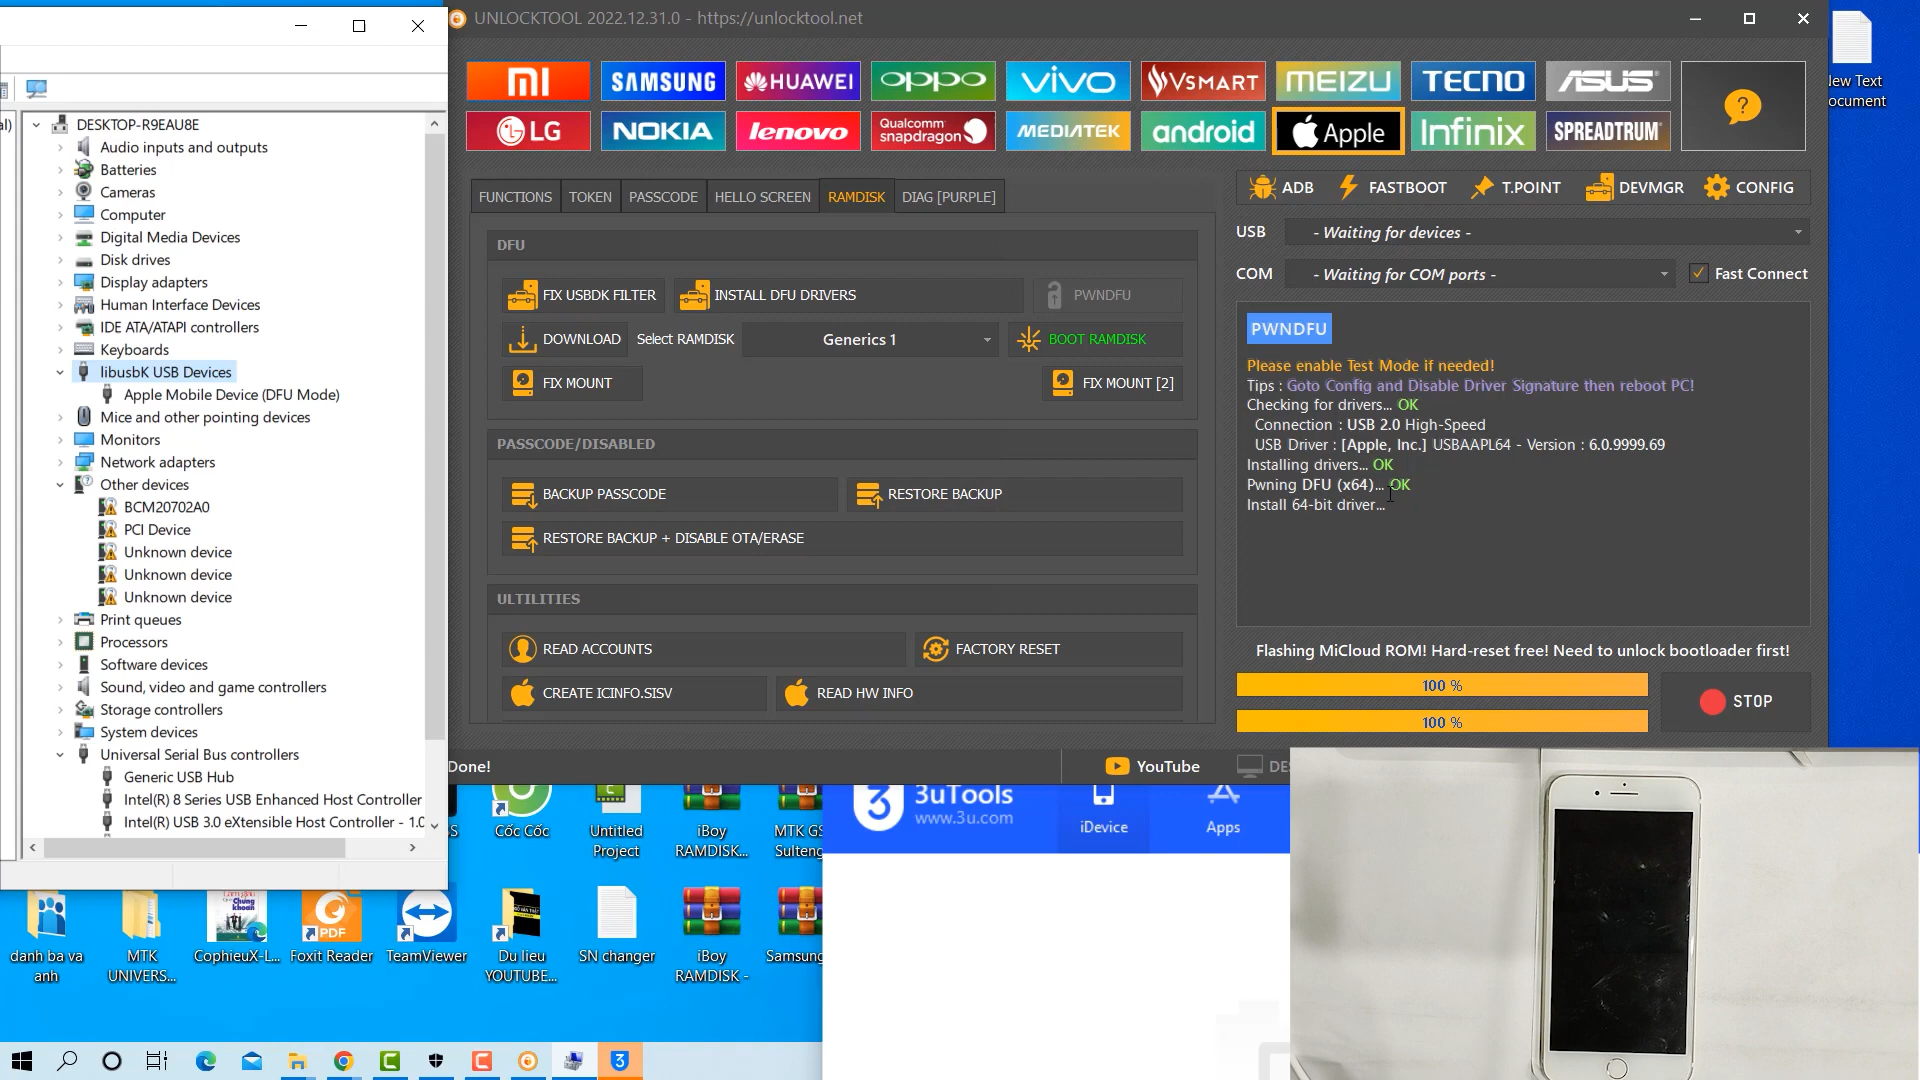 UNLOCKTOOL 2022.12.31.0 - https://unlocktool.net
mi
SAMSUNG
HUAWEI
oppo
vivo
VSMART
MEIZU
TECNO
ASUS
LG
NOKIA
lenovo
Qualcomm
snapdragon
MEDIATEK
android
Apple
Infinix
SPREADTRUM
?
FUNCTIONS
TOKEN
PASSCODE
HELLO SCREEN
RAMDISK
DIAG [PURPLE]
ADB
FASTBOOT
T.POINT
DEVMGR
CONFIG
DFU
FIX USBDK FILTER
INSTALL DFU DRIVERS
PWNDFU
DOWNLOAD
Select RAMDISK
Generics 1
BOOT RAMDISK
FIX MOUNT
FIX MOUNT [2]
PASSCODE/DISABLED
BACKUP PASSCODE
RESTORE BACKUP
RESTORE BACKUP + DISABLE OTA/ERASE
ULTILITIES
READ ACCOUNTS
FACTORY RESET
CREATE ICINFO.SISV
READ HW INFO
USB
- Waiting for devices -
COM
- Waiting for COM ports -
Fast Connect
PWNDFU
Please enable Test Mode if needed!
Tips : Goto Config and Disable Driver Signature then reboot PC!
Checking for drivers... OK
Connection : USB 2.0 High-Speed
USB Driver : [Apple, Inc.] USBAAPL64 - Version : 6.0.9999.69
Installing drivers... OK
Pwning DFU (x64)... OK
Install 64-bit driver...
Flashing MiCloud ROM! Hard-reset free! Need to unlock bootloader first!
100 %
100 %
STOP
Done!
YouTube
DES
al)
DESKTOP-R9EAU8E
Audio inputs and outputs
Batteries
Cameras
Computer
Digital Media Devices
Disk drives
Display adapters
Human Interface Devices
IDE ATA/ATAPI controllers
Keyboards
libusbK USB Devices
Apple Mobile Device (DFU Mode)
Mice and other pointing devices
Monitors
Network adapters
Other devices
BCM20702A0
PCI Device
Unknown device
Unknown device
Unknown device
Print queues
Processors
Software devices
Sound, video and game controllers
Storage controllers
System devices
Universal Serial Bus controllers
Generic USB Hub
Intel(R) 8 Series USB Enhanced Host Controller
Intel(R) USB 3.0 eXtensible Host Controller - 1.0
ew Text
ocument
Cốc Cốc
Untitled
Project
iBoy
RAMDISK...
MTK GS
Sulteng
danh ba va
anh
MTK
UNIVERS...
CophieuX-L...
Foxit Reader
TeamViewer
Du lieu
YOUTUBE...
SN changer
iBoy
RAMDISK -
Samsung
PDF
3
3uTools
www.3u.com
iDevice
Apps